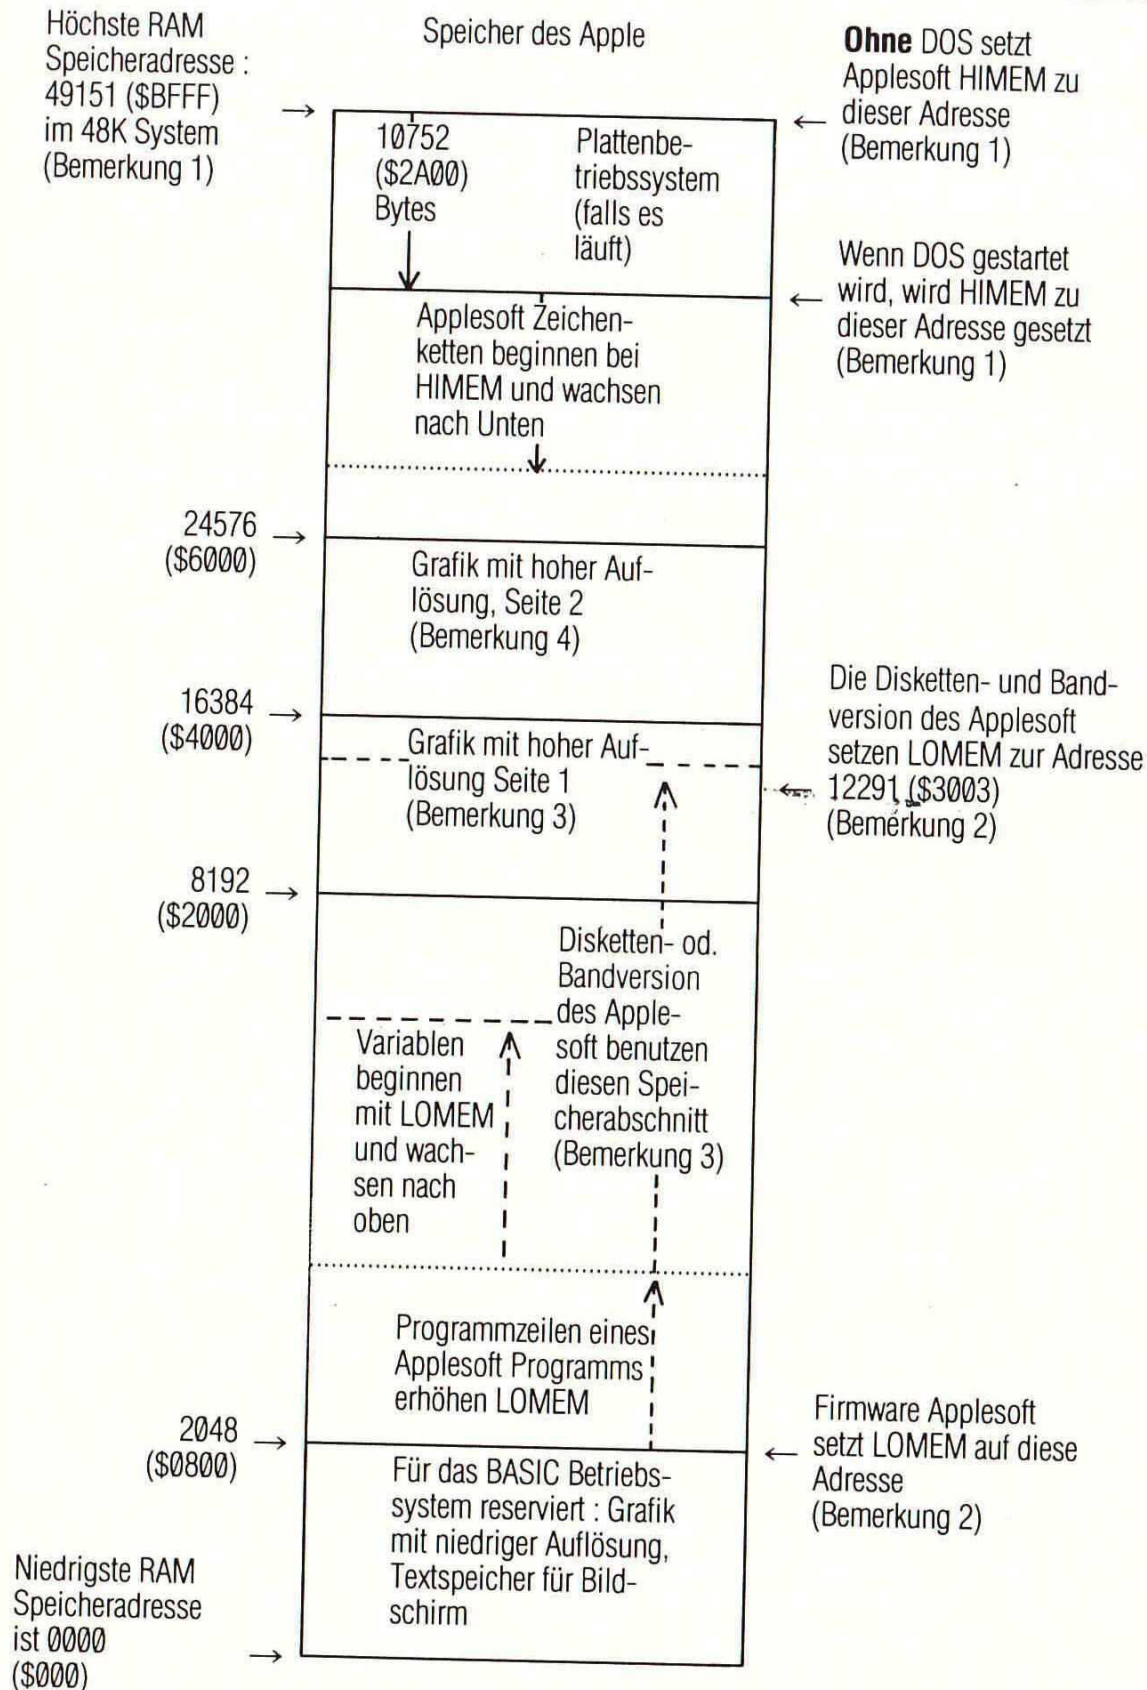 Höchste RAM
Speicheradresse :
49151 ($BFFF)
im 48K System
(Bemerkung 1)
Speicher des Apple
Ohne DOS setzt
Applesoft HIMEM zu
dieser Adresse
(Bemerkung 1)
10752
($2A00)
Bytes
Plattenbe-
triebssystem
(falls es
läuft)
Wenn DOS gestartet
wird, wird HIMEM zu
dieser Adresse gesetzt
(Bemerkung 1)
Applesoft Zeichen-
ketten beginnen bei
HIMEM und wachsen
nach Unten
24576
($6000)
Grafik mit hoher Auf-
lösung, Seite 2
(Bemerkung 4)
16384
($4000)
Grafik mit hoher Auf-
lösung Seite 1
(Bemerkung 3)
Die Disketten- und Band-
version des Applesoft
setzen LOMEM zur Adresse
12291 ($3003)
(Bemerkung 2)
8192
($2000)
Disketten- od.
Bandversion
des Apple-
soft benutzen
diesen Spei-
cherabschnitt
(Bemerkung 3)
Variablen
beginnen
mit LOMEM
und wach-
sen nach
oben
Programmzeilen eines
Applesoft Programms
erhöhen LOMEM
2048
($0800)
Firmware Applesoft
setzt LOMEM auf diese
Adresse
(Bemerkung 2)
Für das BASIC Betriebs-
system reserviert : Grafik
mit niedriger Auflösung,
Textspeicher für Bild-
schirm
Niedrigste RAM
Speicheradresse
ist 0000
($000)